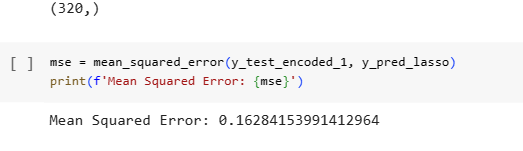 (320,)
[ ] mse = mean_squared_error(y_test_encoded_1, y_pred_lasso)
print(f'Mean Squared Error: {mse}')
Mean Squared Error: 0.16284153991412964